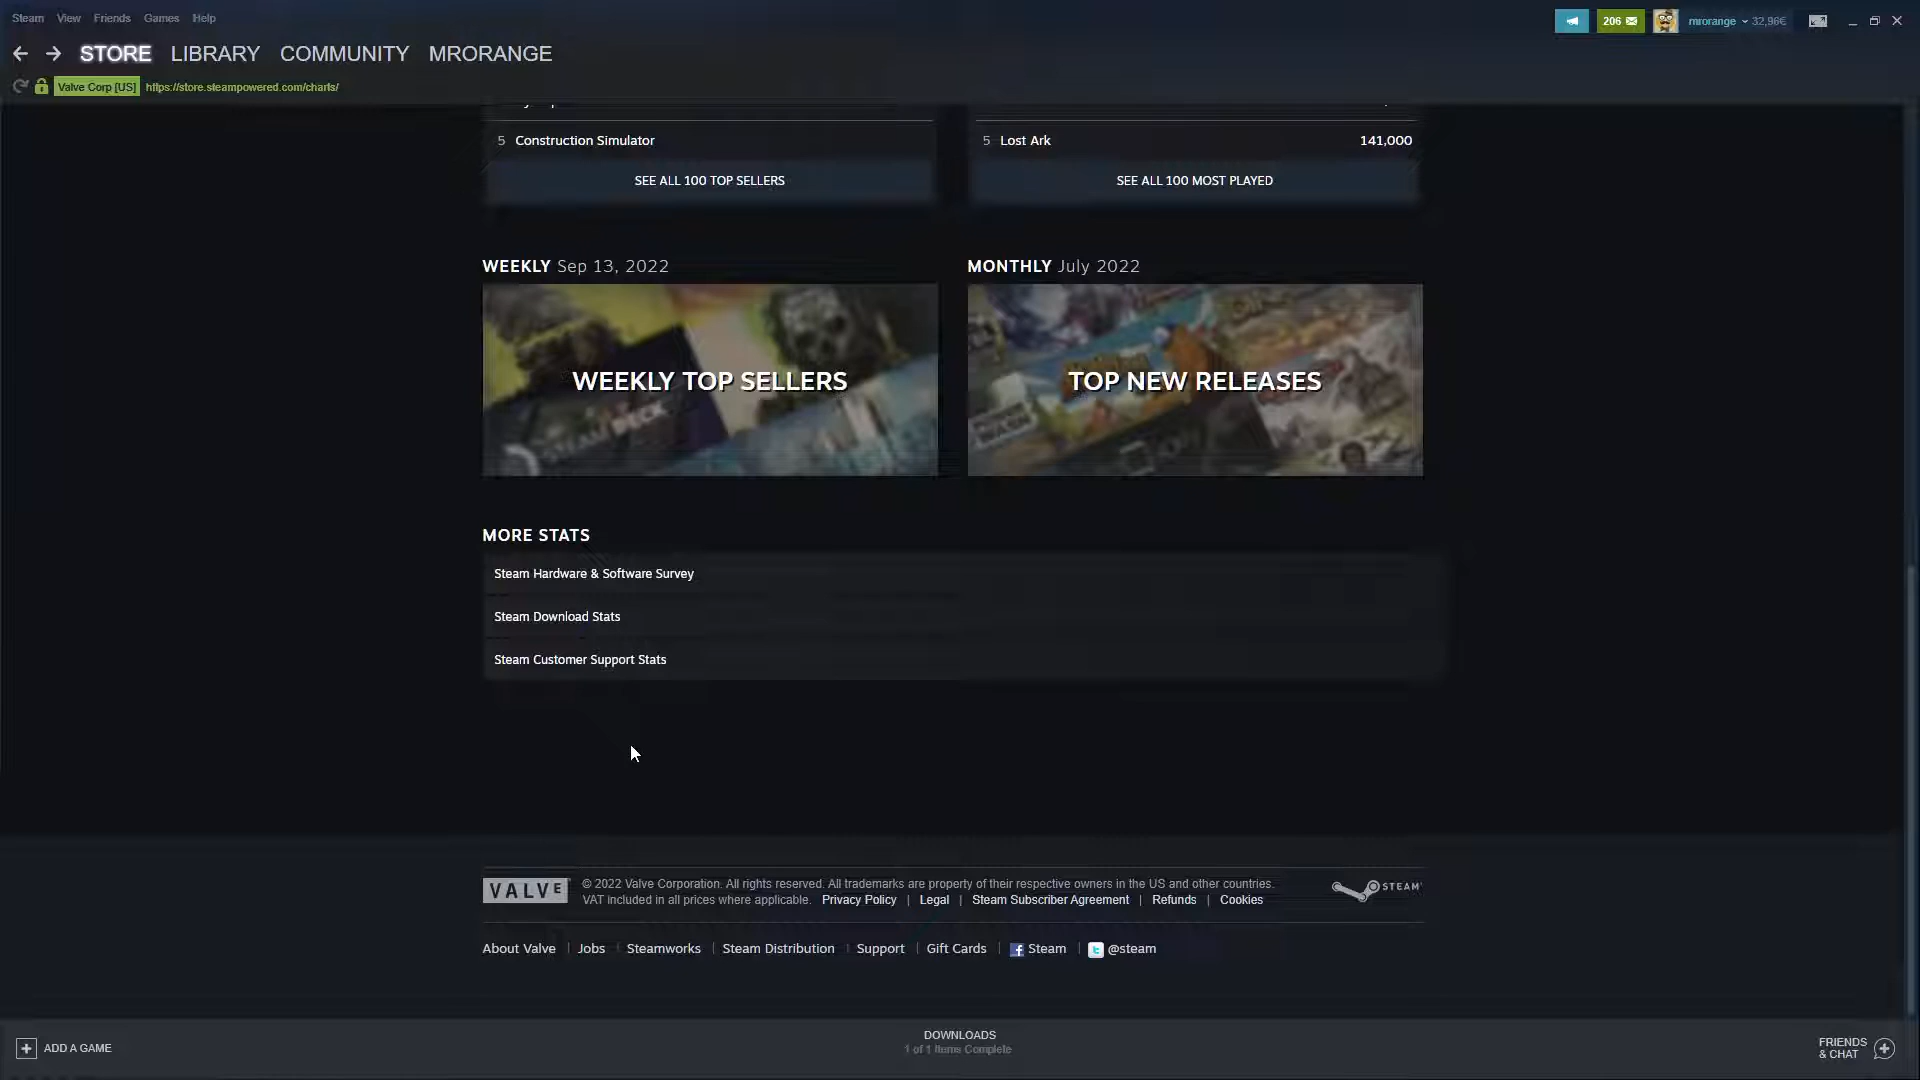 Steam View Friends Games Help
206
mrorange 32,96€
STORE LIBRARY COMMUNITY MRORANGE
Valve Corp [US] https://store.steampowered.com/charts/
5 Construction Simulator
5 Lost Ark 141,000
SEE ALL 100 TOP SELLERS
SEE ALL 100 MOST PLAYED
WEEKLY Sep 13, 2022
MONTHLY July 2022
WEEKLY TOP SELLERS
STEAM DECK
TOP NEW RELEASES
WASH
MORE STATS
Steam Hardware & Software Survey
Steam Download Stats
Steam Customer Support Stats
VALVE
© 2022 Valve Corporation. All rights reserved. All trademarks are property of their respective owners in the US and other countries.
VAT included in all prices where applicable. Privacy Policy | Legal | Steam Subscriber Agreement | Refunds | Cookies
STEAM
About Valve | Jobs | Steamworks | Steam Distribution | Support | Gift Cards | Steam | @steam
ADD A GAME
DOWNLOADS
1 of 1 Items Complete
FRIENDS
& CHAT